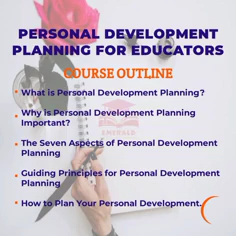 PERSONAL DEVELOPMENT
PLANNING FOR EDUCATORS
COURSE OUTLINE
What is Personal Development Planning?
Why is Personal Development Planning
Important?
The Seven Aspects of Personal Development
Planning
Guiding Principles for Personal Development
Planning
How to Plan Your Personal Development.